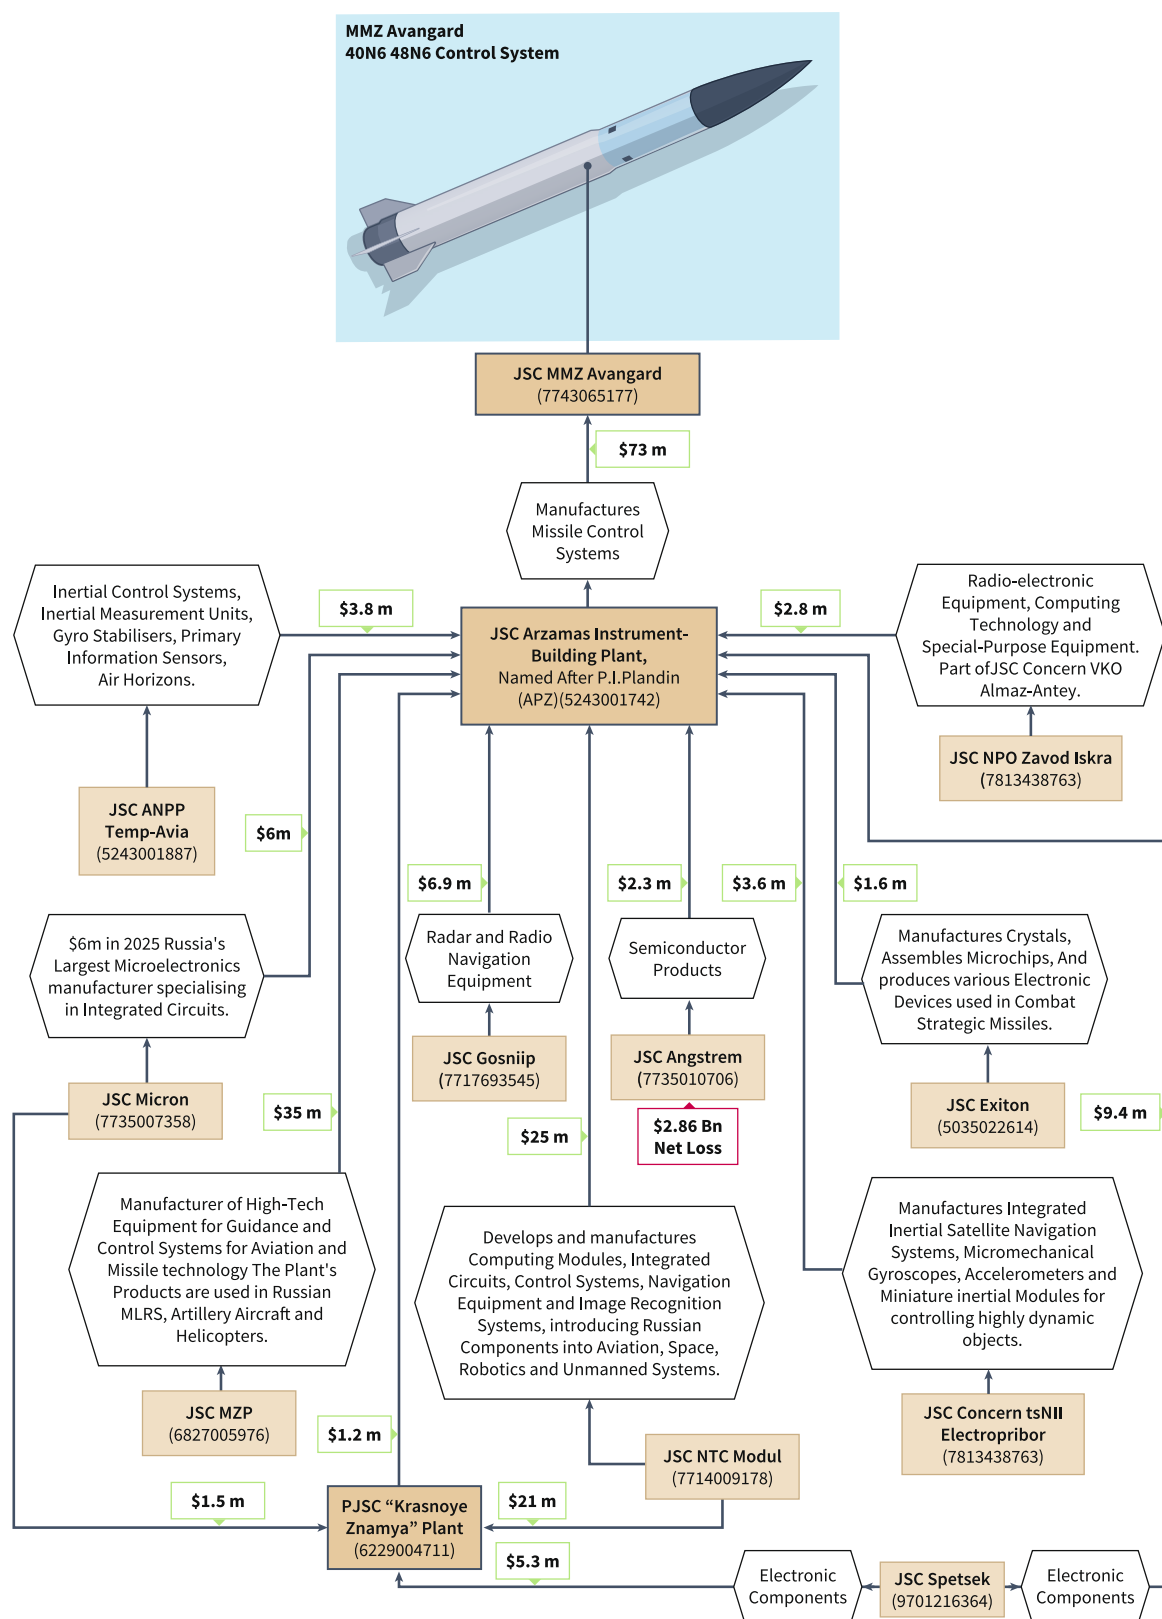 MMZ Avangard
40N6 48N6 Control System
JSC MMZ Avangard
(7743065177)
$73 m
Manufactures
Missile Control
Systems
Inertial Control Systems,
Inertial Measurement Units,
Gyro Stabilisers, Primary
Information Sensors,
Air Horizons.
$3.8 m
JSC Arzamas Instrument-
Building Plant,
Named After P.I.Plandin
(APZ)(5243001742)
$2.8 m
Radio-electronic
Equipment, Computing
Technology and
Special-Purpose Equipment.
Part ofJSC Concern VKO
Almaz-Antey.
JSC NPO Zavod Iskra
(7813438763)
JSC ANPP
Temp-Avia
(5243001887)
$6m
$6.9 m
$2.3 m
$3.6 m
$1.6 m
$6m in 2025 Russia's
Largest Microelectronics
manufacturer specialising
in Integrated Circuits.
Radar and Radio
Navigation
Equipment
Semiconductor
Products
Manufactures Crystals,
Assembles Microchips, And
produces various Electronic
Devices used in Combat
Strategic Missiles.
JSC Micron
(7735007358)
JSC Gosniip
(7717693545)
JSC Angstrem
(7735010706)
$2.86 Bn
Net Loss
JSC Exiton
(5035022614)
$9.4 m
$35 m
$25 m
Manufacturer of High-Tech
Equipment for Guidance and
Control Systems for Aviation and
Missile technology The Plant's
Products are used in Russian
MLRS, Artillery Aircraft and
Helicopters.
Develops and manufactures
Computing Modules, Integrated
Circuits, Control Systems, Navigation
Equipment and Image Recognition
Systems, introducing Russian
Components into Aviation, Space,
Robotics and Unmanned Systems.
Manufactures Integrated
Inertial Satellite Navigation
Systems, Micromechanical
Gyroscopes, Accelerometers and
Miniature inertial Modules for
controlling highly dynamic
objects.
JSC MZP
(6827005976)
$1.2 m
JSC NTC Modul
(7714009178)
JSC Concern tsNII
Electropribor
(7813438763)
$1.5 m
PJSC “Krasnoye
Znamya” Plant
(6229004711)
$21 m
$5.3 m
Electronic
Components
JSC Spetsek
(9701216364)
Electronic
Components